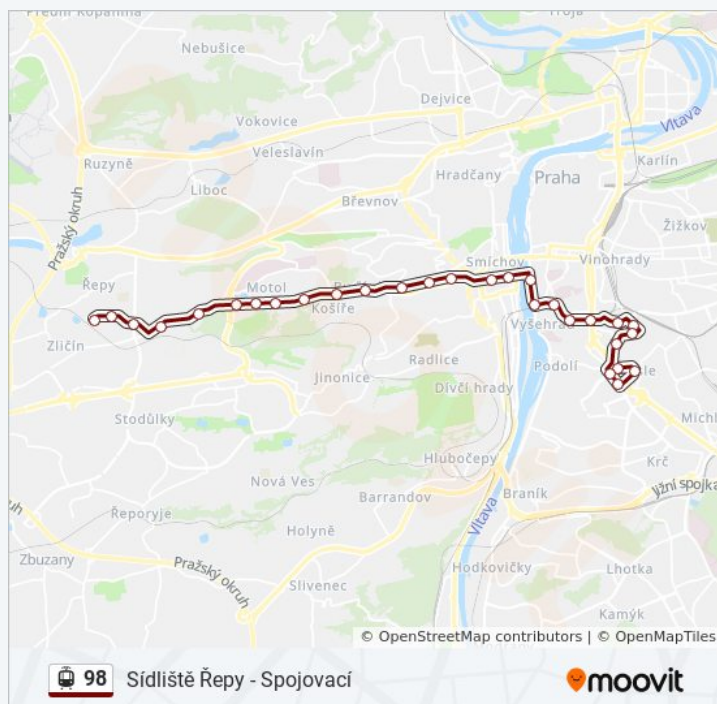 Přední Kopanina
Troja
Nebušice
Dejvice
Vokovice
Vltava
Veleslavín
Ruzyně
Karlín
Hradčany
Praha
Liboc
Břevnov
Žižkov
Pražský okruh
Smíchov
Vinohrady
Řepy
Motol
Košíře
Vyšehrad
Zličín
Radlice
Podolí
Jinonice
Dívčí hrady
Michl
Stodůlky
Hlubočepy
Krč
Nová Ves
Jižní spojka
Barrandov
Braník
Řeporyje
Vltava
Holyně
Zbuzany
Pražský okruh
Hodkovičky
Lhotka
Slivenec
Kamýk
© OpenStreetMap contributors | © OpenMapTiles
98 Sídliště Řepy - Spojovací
moovit